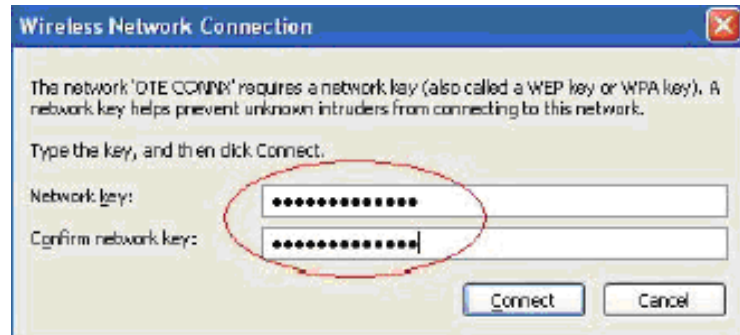 Wireless Network Connection
The network 'OTE CONNX' requires a network key (also called a WEP key or WPA key). A
network key helps prevent unknown intruders from connecting to this network.
Type the key, and then click Connect.
Network key: •••••••••••••
Confirm network key: •••••••••••••
Connect Cancel